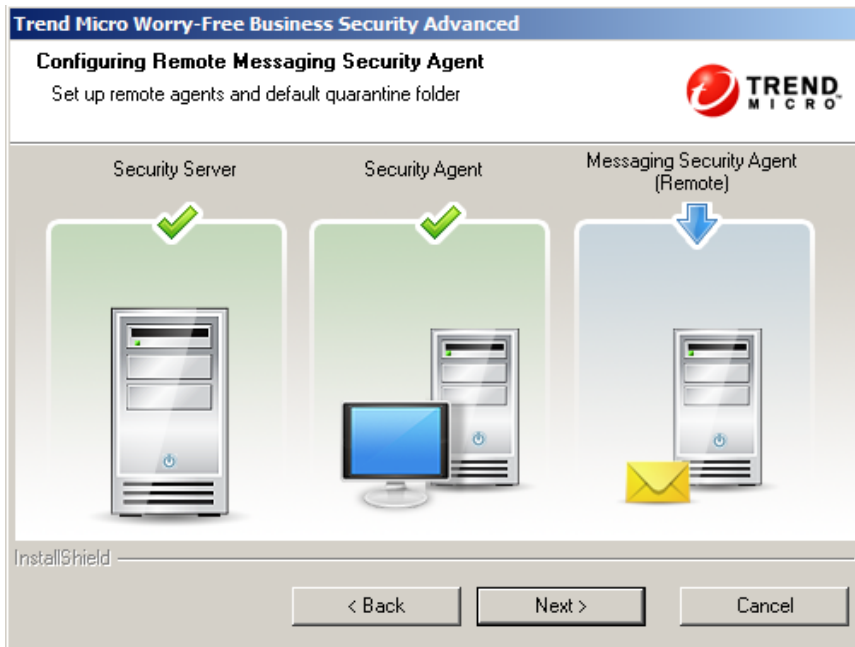 Trend Micro Worry-Free Business Security Advanced
Configuring Remote Messaging Security Agent
Set up remote agents and default quarantine folder
TREND
MICRO™
Security Server
Security Agent
Messaging Security Agent
(Remote)
InstallShield
< Back
Next >
Cancel